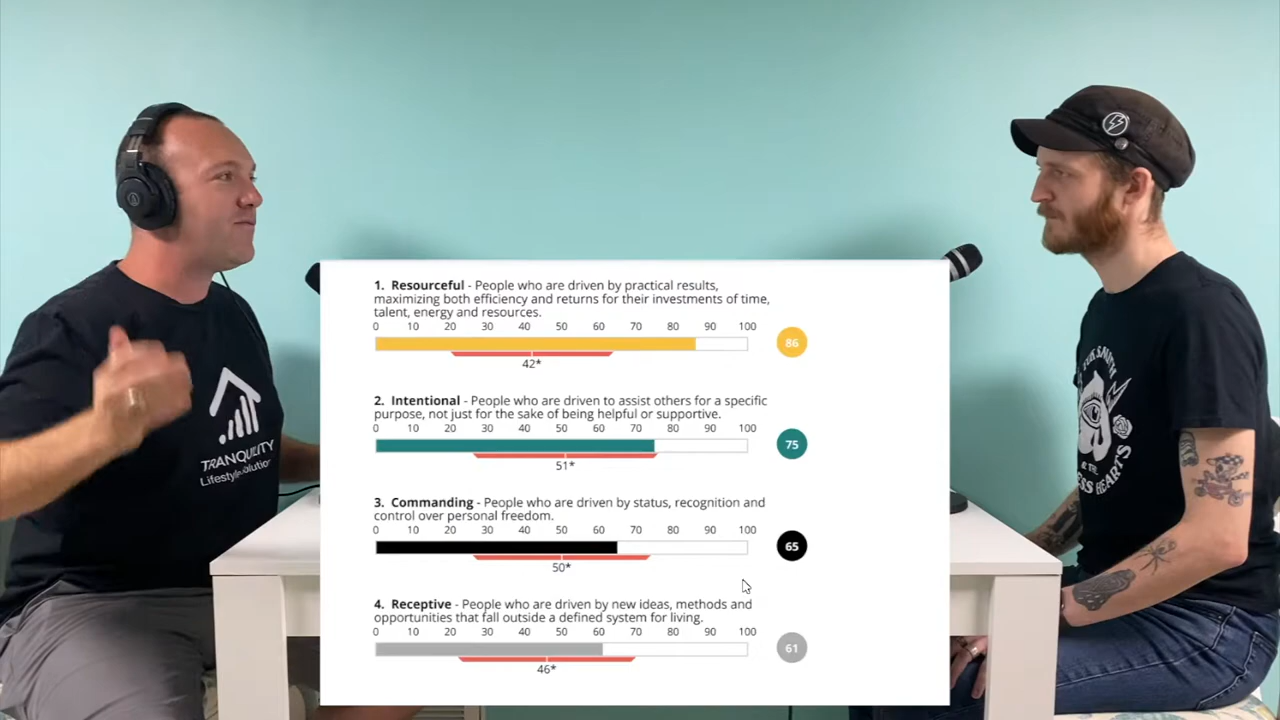 1. Resourceful - People who are driven by practical results,
maximizing both efficiency and returns for their investments of time,
talent, energy and resources.
0 10 20 30 40 50 60 70 80 90 100
86
42*
2. Intentional - People who are driven to assist others for a specific
purpose, not just for the sake of being helpful or supportive.
0 10 20 30 40 50 60 70 80 90 100
75
51*
3. Commanding - People who are driven by status, recognition and
control over personal freedom.
0 10 20 30 40 50 60 70 80 90 100
65
50*
4. Receptive - People who are driven by new ideas, methods and
opportunities that fall outside a defined system for living.
0 10 20 30 40 50 60 70 80 90 100
61
46*
TRANQUILITY
Lifestyle
& THE
HEARTS